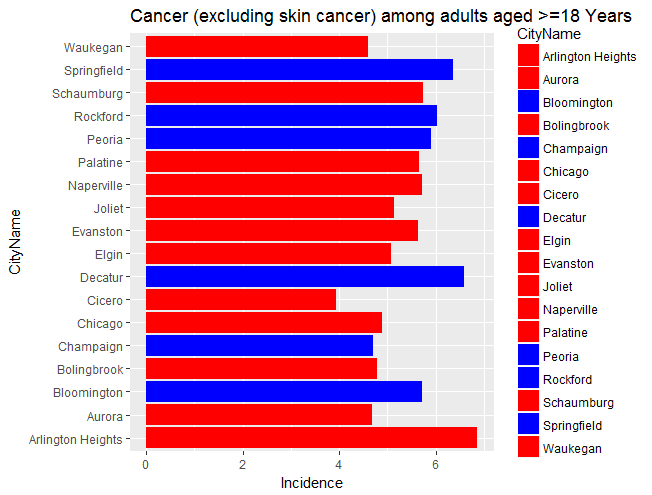 Cancer (excluding skin cancer) among adults aged >=18 Years
CityName
Waukegan
Springfield
Schaumburg
Rockford
Peoria
Palatine
Naperville
Joliet
Evanston
Elgin
Decatur
Cicero
Chicago
Champaign
Bolingbrook
Bloomington
Aurora
Arlington Heights
0 2 4 6
Incidence
CityName
Arlington Heights
Aurora
Bloomington
Bolingbrook
Champaign
Chicago
Cicero
Decatur
Elgin
Evanston
Joliet
Naperville
Palatine
Peoria
Rockford
Schaumburg
Springfield
Waukegan